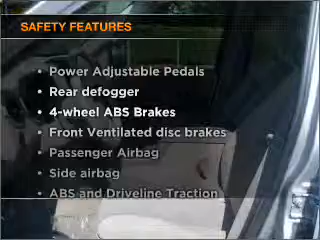 SAFETY FEATURES
• Power Adjustable Pedals
• Rear defogger
• 4-wheel ABS Brakes
• Front Ventilated disc brakes
• Passenger Airbag
• Side airbag
• ABS and Driveline Traction